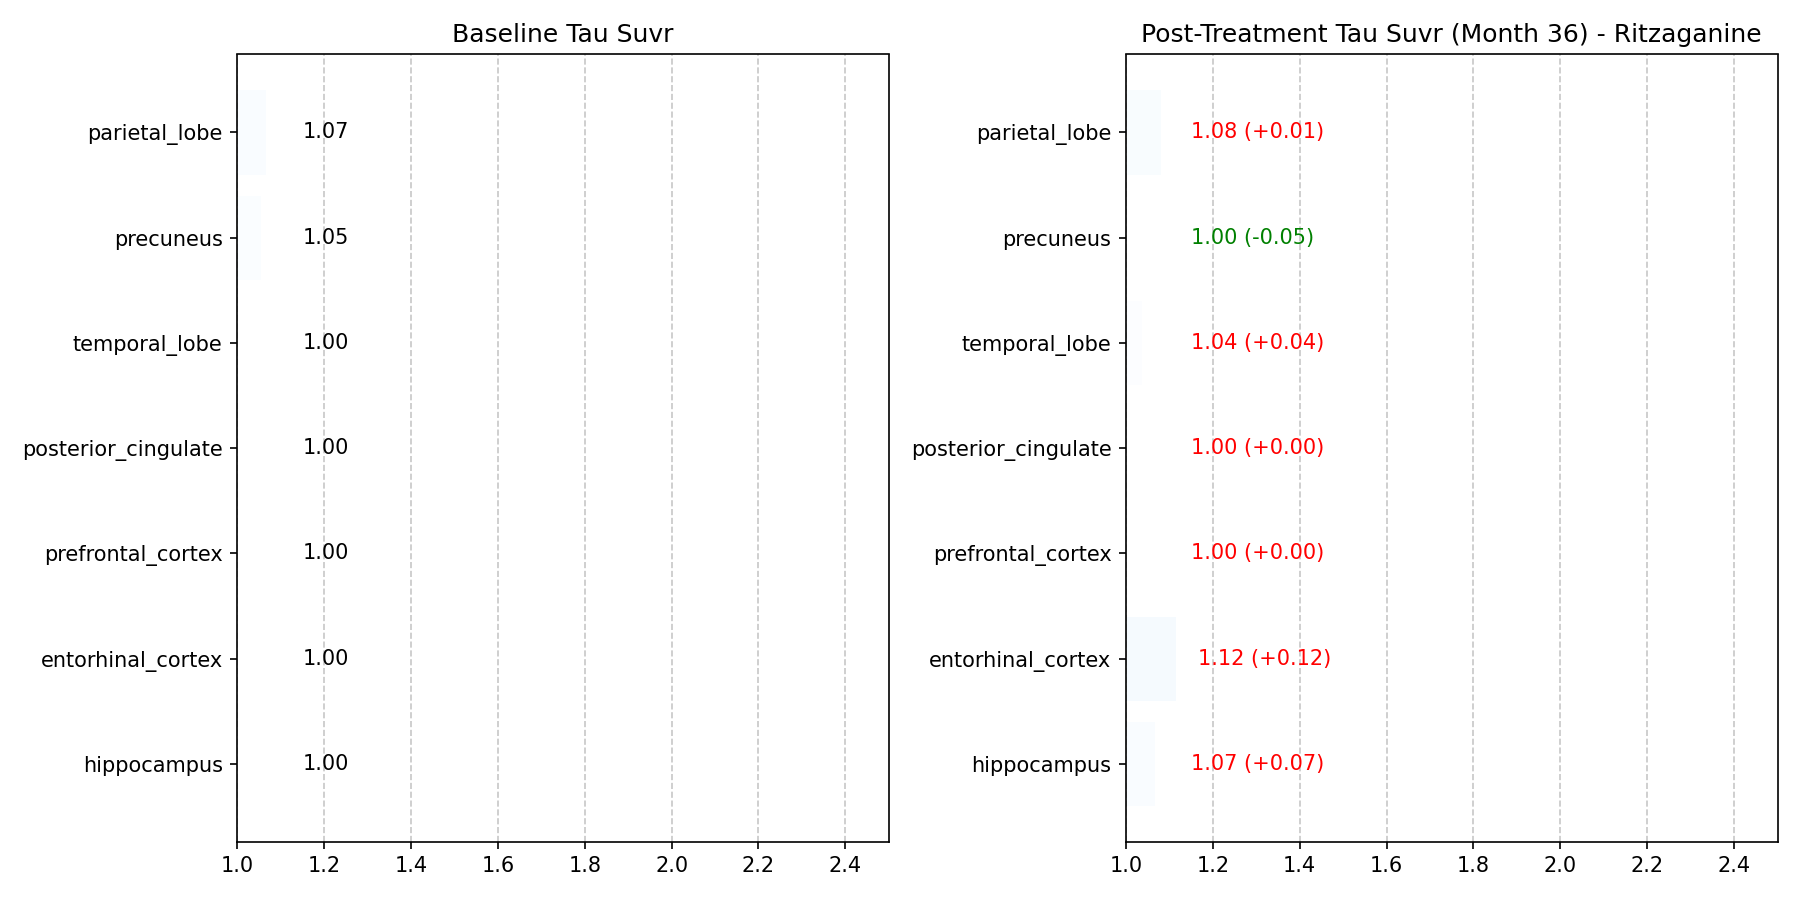 Baseline Tau Suvr
parietal_lobe 1.07
precuneus 1.05
temporal_lobe 1.00
posterior_cingulate 1.00
prefrontal_cortex 1.00
entorhinal_cortex 1.00
hippocampus 1.00
1.0 1.2 1.4 1.6 1.8 2.0 2.2 2.4
Post-Treatment Tau Suvr (Month 36) - Ritzaganine
parietal_lobe 1.08 (+0.01)
precuneus 1.00 (-0.05)
temporal_lobe 1.04 (+0.04)
posterior_cingulate 1.00 (+0.00)
prefrontal_cortex 1.00 (+0.00)
entorhinal_cortex 1.12 (+0.12)
hippocampus 1.07 (+0.07)
1.0 1.2 1.4 1.6 1.8 2.0 2.2 2.4